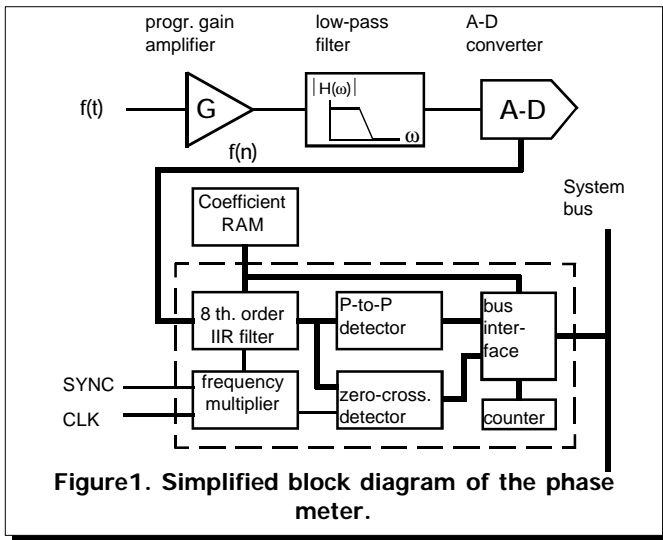 progr. gain
amplifier
low-pass
filter
A-D
converter
f(t)
G
|H(ω)|
ω
A-D
f(n)
System
bus
Coefficient
RAM
8 th. order
IIR filter
P-to-P
detector
bus
inter-
face
SYNC
CLK
frequency
multiplier
zero-cross.
detector
counter
Figure1. Simplified block diagram of the phase
meter.